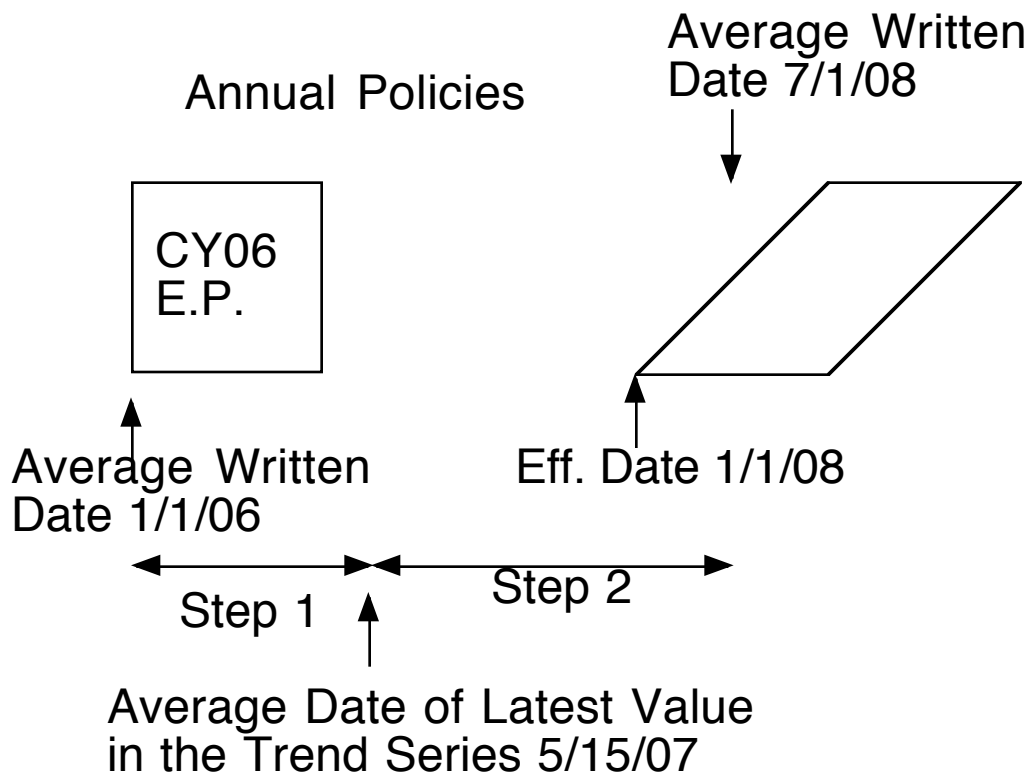 Average Written
Date 7/1/08
Annual Policies
CY06
E.P.
Average Written
Date 1/1/06
Eff. Date 1/1/08
Step 1
Step 2
Average Date of Latest Value
in the Trend Series 5/15/07